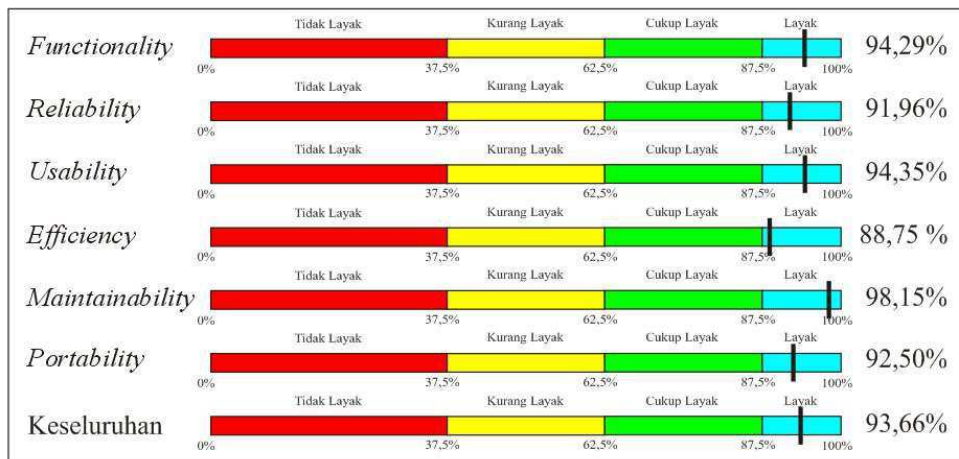 Tidak Layak Kurang Layak Cukup Layak Layak
Functionality 94,29%
0% 37,5% 62,5% 87,5% 100%
Tidak Layak Kurang Layak Cukup Layak Layak
Reliability 91,96%
0% 37,5% 62,5% 87,5% 100%
Tidak Layak Kurang Layak Cukup Layak Layak
Usability 94,35%
0% 37,5% 62,5% 87,5% 100%
Tidak Layak Kurang Layak Cukup Layak Layak
Efficiency 88,75 %
0% 37,5% 62,5% 87,5% 100%
Tidak Layak Kurang Layak Cukup Layak Layak
Maintainability 98,15%
0% 37,5% 62,5% 87,5% 100%
Tidak Layak Kurang Layak Cukup Layak Layak
Portability 92,50%
0% 37,5% 62,5% 87,5% 100%
Tidak Layak Kurang Layak Cukup Layak Layak
Keseluruhan 93,66%
0% 37,5% 62,5% 87,5% 100%